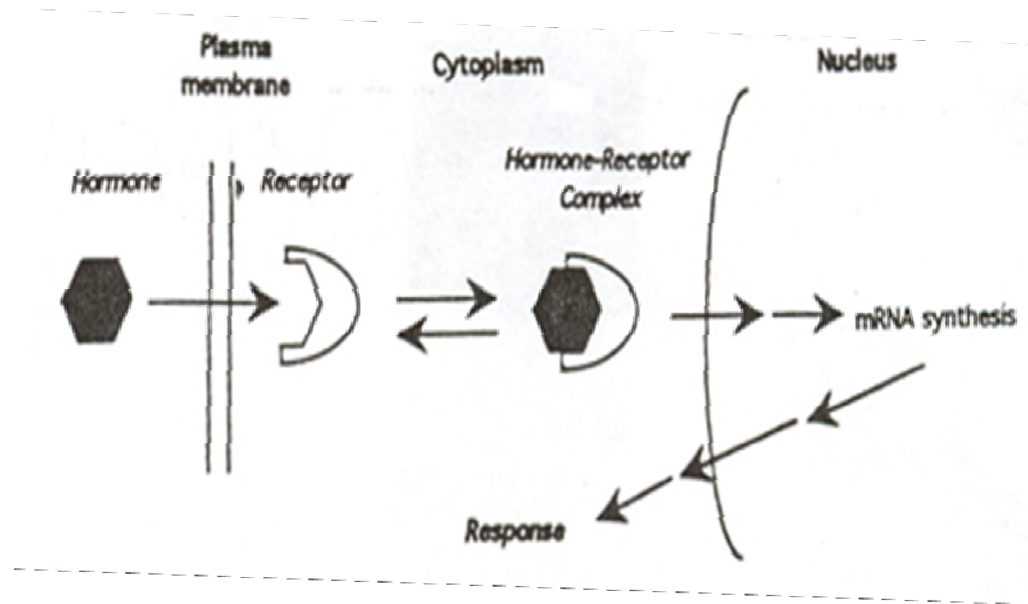 Plasma
membrane
Cytoplasm
Nucleus
Hormone
Receptor
Hormone-Receptor
Complex
mRNA synthesis
Response